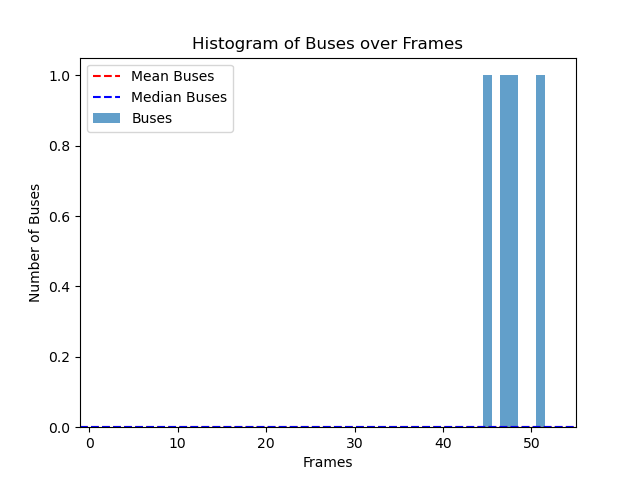 Histogram of Buses over Frames
Mean Buses
Median Buses
Buses
Number of Buses
1.0
0.8
0.6
0.4
0.2
0.0
0 10 20 30 40 50
Frames